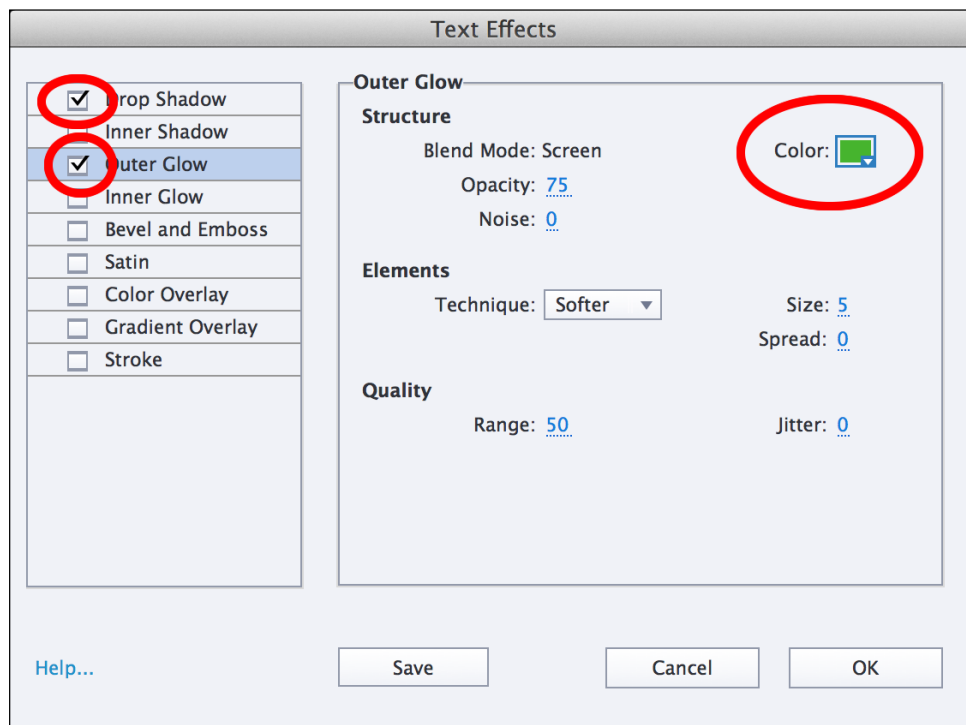 Text Effects
Drop Shadow
Inner Shadow
Outer Glow
Inner Glow
Bevel and Emboss
Satin
Color Overlay
Gradient Overlay
Stroke
Outer Glow
Structure
Blend Mode: Screen
Color:
Opacity: 75
Noise: 0
Elements
Technique: Softer
Size: 5
Spread: 0
Quality
Range: 50
Jitter: 0
Help...
Save
Cancel
OK